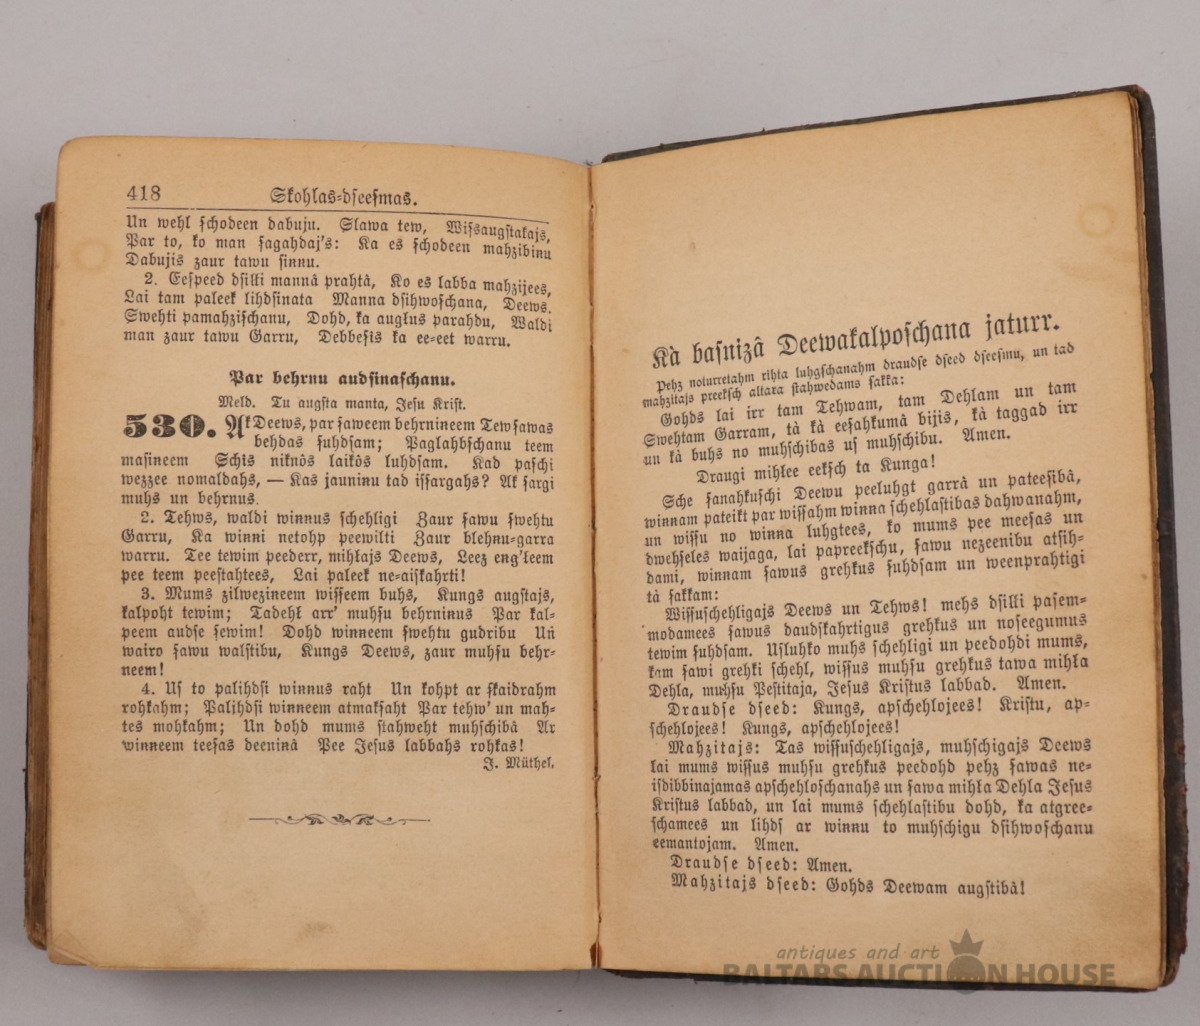 418 Skohlas-dseesmas.
Un wehl schodeen dabuju. Slawa tew, Wissaugstakajs,
Par to, ko man sagahdaj's: Ka es schodeen mahzibinu
Dabujis zaur tawu sinnu.
2. Eespeed dsilli mannâ prahtâ, Ko es labba mahzijees,
Lai tam paleek lihdsinata Manna dsihwoschana, Deews.
Swehti pamahzischanu, Dohd, ka augłus parahdu, Waldi
man zaur tawu Garru, Debbesis ka ee-eet warru.
Par behrnu audsinaschanu.
Meld. Tu augsta manta, Jesu Krist.
530. Ak Deews, par saweem behrnineem Tew sawas
behdas suhdsam; Paglahbschanu teem
masineem Schis niknôs laikôs luhdsam. Kad paschi
wezzee nomaldahs, — Kas jauninu tad issargahs? Ak sargi
muhs un behrnus.
2. Tehws, waldi winnus schehligi Zaur sawu swehtu
Garru, Ka winni netohp peewilti Zaur blehnu-garra
warru. Tee tewim peederr, mihłajs Deews, Leez eng'ļeem
pee teem peestahtees, Lai paleek ne-aiskahrti!
3. Mums zilwezineem wisseem buhs, Kungs augstajs,
kalpoht tewim; Tadehł arr' muhsu behrninus Par kal-
peem audse sewim! Dohd winneem swehtu gudribu Un
wairo sawu walstibu, Kungs Deews, zaur muhsu behr-
neem!
4. Us to palihdsi winnus raht Un kohpt ar skaidrahm
rohkahm; Palihdsi winneem atmaksaht Par tehw' un mah-
tes mohkahm; Un dohd mums stahweht muhschibâ Ar
winneem teesas deeninâ Pee Jesus labbahs rohkas!
J. Müthel.
Kà basnizâ Deewakalposchana jaturr.
Pehz noturretahm rihta luhgschanahm draudse dseed dseesmu, un tad
mahzitajs preeksch altara stahwedams sakka:
Gohds lai irr tam Tehwam, tam Dehlam un tam
Swehtam Garram, tà kà eesahkumâ bijis, kà taggad irr
un kà buhs no muhschibas us muhschibu. Amen.
Draugi mihlee eeksch ta Kunga!
Sche sanahkuschi Deewu peeluhgt garrâ un pateesibâ,
winnam pateikt par wissahm winna schehlastibas dahwanahm,
un wissu no winna luhgtees, ko mums pee meesas un
dwehseles waijaga, lai papreekschu, sawu nezeenibu atsih-
dami, winnam sawus grehkus suhdsam un weenprahtigi
tà sakkam:
Wissuschehligajs Deews un Tehws! mehs dsilli pasem-
modamees sawus daudskahrtigus grehkus un noseegumus
tewim suhdsam. Usluhko muhs schehligi un peedohdi mums,
kam sawi grehki schehl, wissus muhsu grehkus tawa mihla
Dehla, muhsu Pestitaja, Jesus Kristus labbad. Amen.
Draudse dseed: Kungs, apschehlojees! Kristu, ap-
schehlojees! Kungs, apschehlojees!
Mahzitajs: Tas wissuschehligajs, muhschigajs Deews
lai mums wissus muhsu grehkus peedohd pehz sawas ne-
isdibbinajamas apschehloschanahs un sawa mihla Dehla Jesus
Kristus labbad, un lai mums schehlastibu dohd, ka atgree-
schamees un lihds ar winnu to muhschigu dsihwoschanu
eemantojam. Amen.
Draudse dseed: Amen.
Mahzitajs dseed: Gohds Deewam augstibâ!
antiques and art
BALTARS AUCTION HOUSE